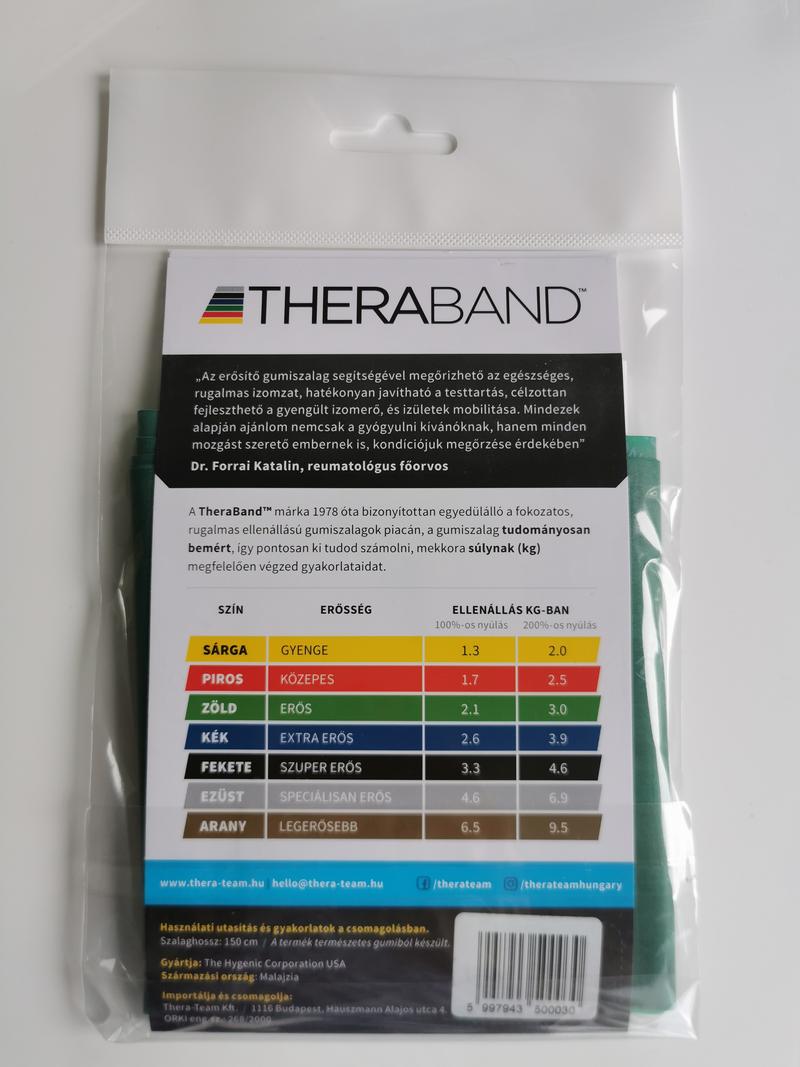 THERABAND™
„Az erősítő gumiszalag segítségével megőrizhető az egészséges,
rugalmas izomzat, hatékonyan javítható a testtartás, célzottan
fejleszthető a gyengült izomerő, és izületek mobilitása. Mindezek
alapján ajánlom nemcsak a gyógyulni kívánóknak, hanem minden
mozgást szerető embernek is, kondíciójuk megőrzése érdekében”
Dr. Forrai Katalin, reumatológus főorvos
A TheraBand™ márka 1978 óta bizonyítottan egyedülálló a fokozatos,
rugalmas ellenállású gumiszalagok piacán, a gumiszalag tudományosan
bemért, így pontosan ki tudod számolni, mekkora súlynak (kg)
megfelelően végzed gyakorlataidat.
SZÍN ERŐSSÉG ELLENÁLLÁS KG-BAN
100%-os nyúlás 200%-os nyúlás
SÁRGA GYENGE 1.3 2.0
PIROS KÖZEPES 1.7 2.5
ZÖLD ERŐS 2.1 3.0
KÉK EXTRA ERŐS 2.6 3.9
FEKETE SZUPER ERŐS 3.3 4.6
EZÜST SPECIÁLISAN ERŐS 4.6 6.9
ARANY LEGERŐSEBB 6.5 9.5
www.thera-team.hu | hello@thera-team.hu /therateam /therateamhungary
Használati utasítás és gyakorlatok a csomagolásban.
Szalaghossz: 150 cm / A termék természetes gumiból készült.
Gyártja: The Hygenic Corporation USA
Származási ország: Malajzia
Importálja és csomagolja:
Thera-Team Kft. / 1116 Budapest, Hauszmann Alajos utca 4.
ORKI eng.sz.: 268/2000
5 997943 500030